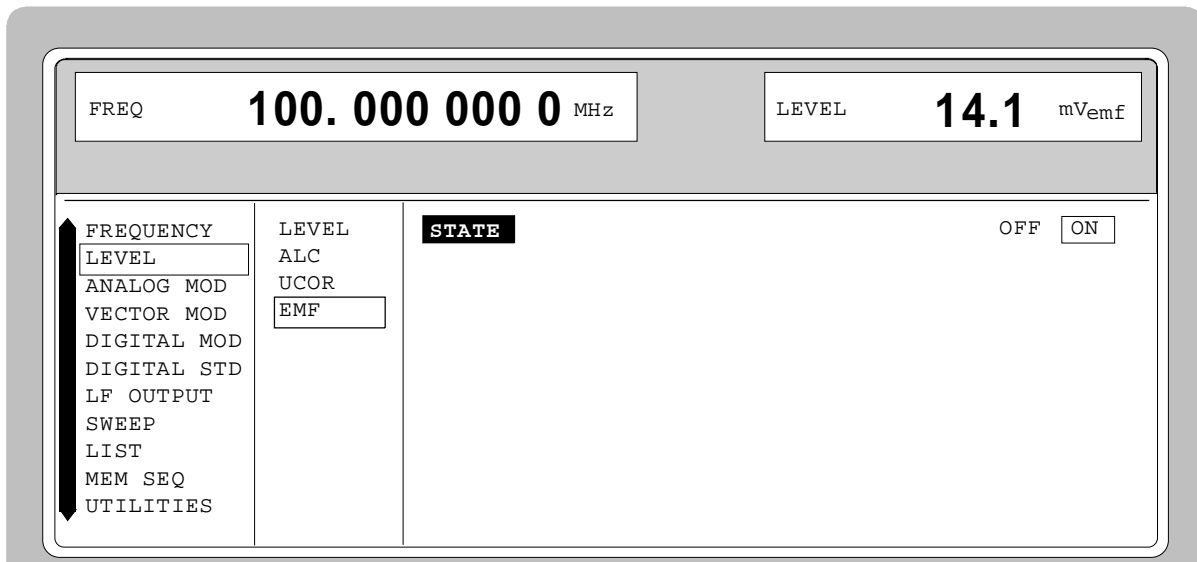 FREQ 100. 000 000 0 MHz
LEVEL 14.1 mVemf
FREQUENCY
LEVEL
ANALOG MOD
VECTOR MOD
DIGITAL MOD
DIGITAL STD
LF OUTPUT
SWEEP
LIST
MEM SEQ
UTILITIES
LEVEL
ALC
UCOR
EMF
STATE OFF ON